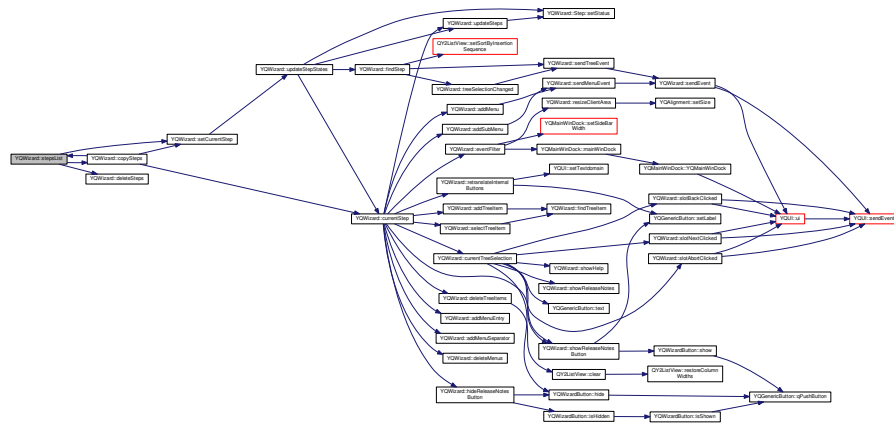 YQWizard::Step::setStatus
YQWizard::updateSteps
QY2ListView::setSortByInsertion
Sequence
YQWizard::updateStepStates
YQWizard::findStep
YQWizard::sendTreeEvent
YQWizard::treeSelectionChanged
YQWizard::sendMenuEvent
YQWizard::sendEvent
YQWizard::addMenu
YQWizard::resizeClientArea
YQAlignment::setSize
YQWizard::addSubMenu
YQMainWinDock::setSideBar
Width
YQWizard::setCurrentStep
YQWizard::eventFilter
YQMainWinDock::mainWinDock
YQWizard::stepsList
YQWizard::copySteps
YQWizard::deleteSteps
YQUI::setTextdomain
YQMainWinDock::YQMainWinDock
YQWizard::retranslateInternal
Buttons
YQWizard::slotBackClicked
YQWizard::addTreeItem
YQWizard::findTreeItem
YQWizard::currentStep
YQGenericButton::setLabel
YQUI::ui
YQUI::sendEvent
YQWizard::selectTreeItem
YQWizard::slotNextClicked
YQWizard::currentTreeSelection
YQWizard::slotAbortClicked
YQWizard::showHelp
YQWizard::showReleaseNotes
YQWizard::deleteTreeItems
YQGenericButton::text
YQWizard::addMenuEntry
YQWizard::addMenuSeparator
YQWizard::showReleaseNotes
Button
YQWizardButton::show
YQWizard::deleteMenus
QY2ListView::clear
QY2ListView::restoreColumn
Widths
YQWizard::hideReleaseNotes
Button
YQWizardButton::hide
YQGenericButton::qPushButton
YQWizardButton::isHidden
YQWizardButton::isShown